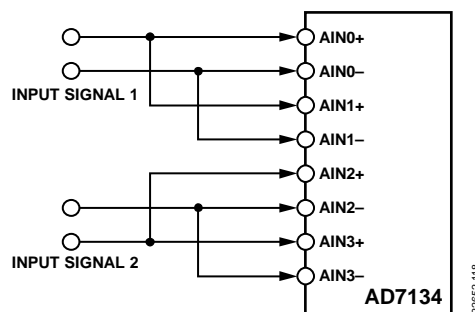 AIN0+
AIN0–
INPUT SIGNAL 1
AIN1+
AIN1–
AIN2+
AIN2–
AIN3+
INPUT SIGNAL 2
AIN3–
AD7134